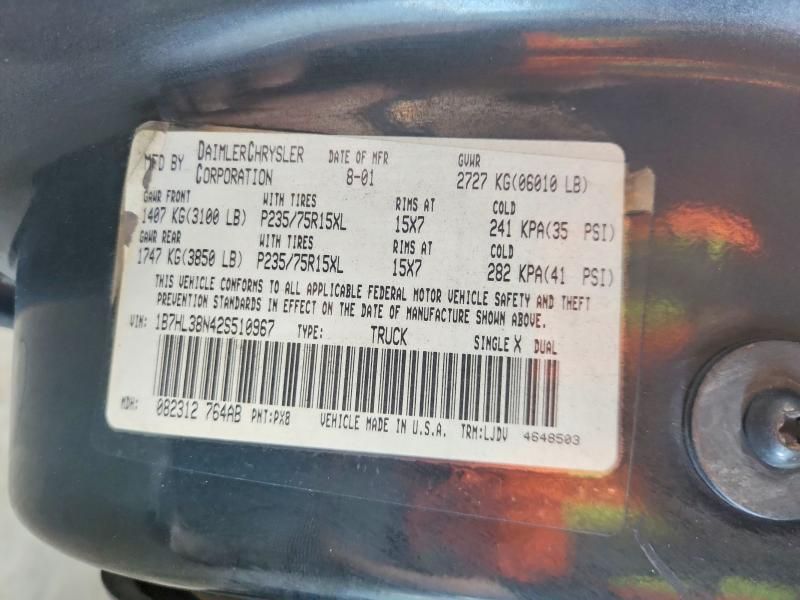 MFD BY DAIMLERCHRYSLER CORPORATION DATE OF MFR 8-01 GVWR 2727 KG(06010 LB)
GAWR FRONT WITH TIRES RIMS AT COLD
1407 KG(3100 LB) P235/75R15XL 15X7 241 KPA(35 PSI)
GAWR REAR WITH TIRES RIMS AT COLD
1747 KG(3850 LB) P235/75R15XL 15X7 282 KPA(41 PSI)
THIS VEHICLE CONFORMS TO ALL APPLICABLE FEDERAL MOTOR VEHICLE SAFETY AND THEFT
PREVENTION STANDARDS IN EFFECT ON THE DATE OF MANUFACTURE SHOWN ABOVE.
VIN: 1B7HL38N42S510967 TYPE: TRUCK SINGLE X DUAL
MDH: 082312 764AB PNT:PX8 VEHICLE MADE IN U.S.A. TRM:LJDV 4648503